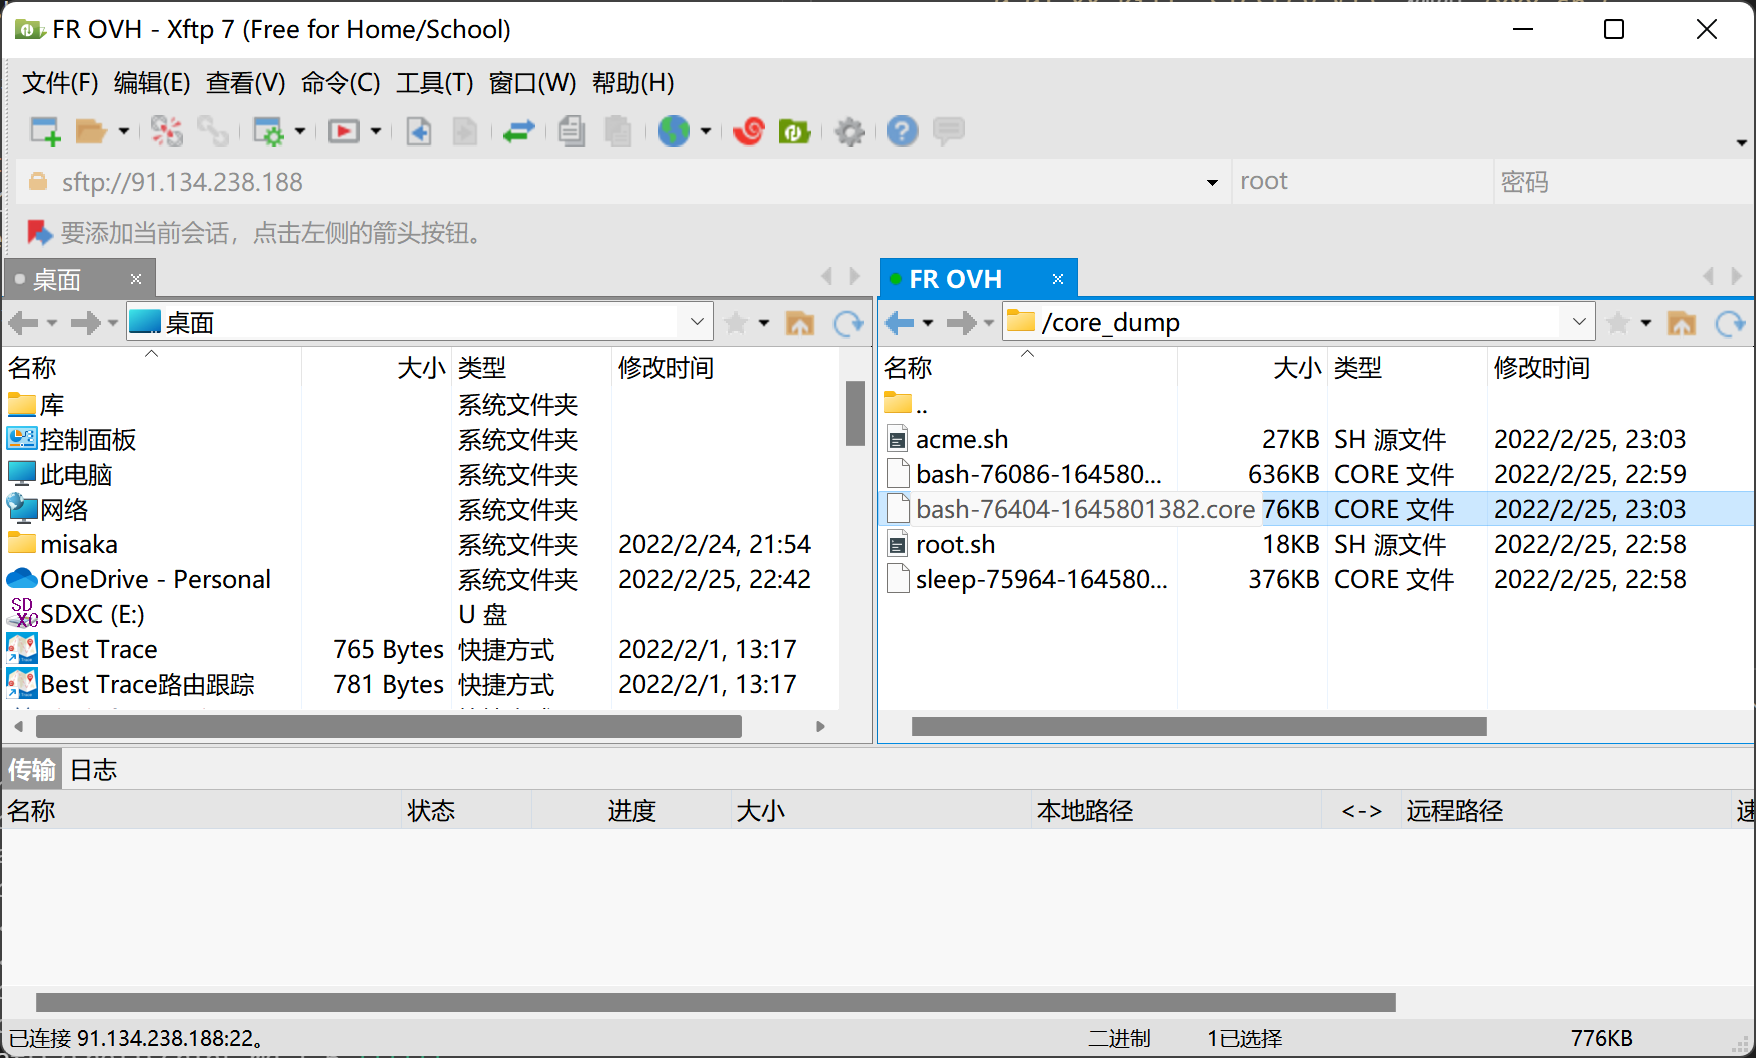 FR OVH - Xftp 7 (Free for Home/School)
文件(F) 编辑(E) 查看(V) 命令(C) 工具(T) 窗口(W) 帮助(H)
sftp://91.134.238.188 root 密码
要添加当前会话，点击左侧的箭头按钮。
桌面
FR OVH
桌面
/core_dump
名称 大小 类型 修改时间
库 系统文件夹
控制面板 系统文件夹
此电脑 系统文件夹
网络 系统文件夹
misaka 系统文件夹 2022/2/24, 21:54
OneDrive - Personal 系统文件夹 2022/2/25, 22:42
SDXC (E:) U 盘
Best Trace 765 Bytes 快捷方式 2022/2/1, 13:17
Best Trace路由跟踪 781 Bytes 快捷方式 2022/2/1, 13:17
名称 大小 类型 修改时间
..
acme.sh 27KB SH 源文件 2022/2/25, 23:03
bash-76086-164580... 636KB CORE 文件 2022/2/25, 22:59
bash-76404-1645801382.core 76KB CORE 文件 2022/2/25, 23:03
root.sh 18KB SH 源文件 2022/2/25, 22:58
sleep-75964-164580... 376KB CORE 文件 2022/2/25, 22:58
传输 日志
名称 状态 进度 大小 本地路径 <-> 远程路径 速
已连接 91.134.238.188:22。 二进制 1已选择 776KB